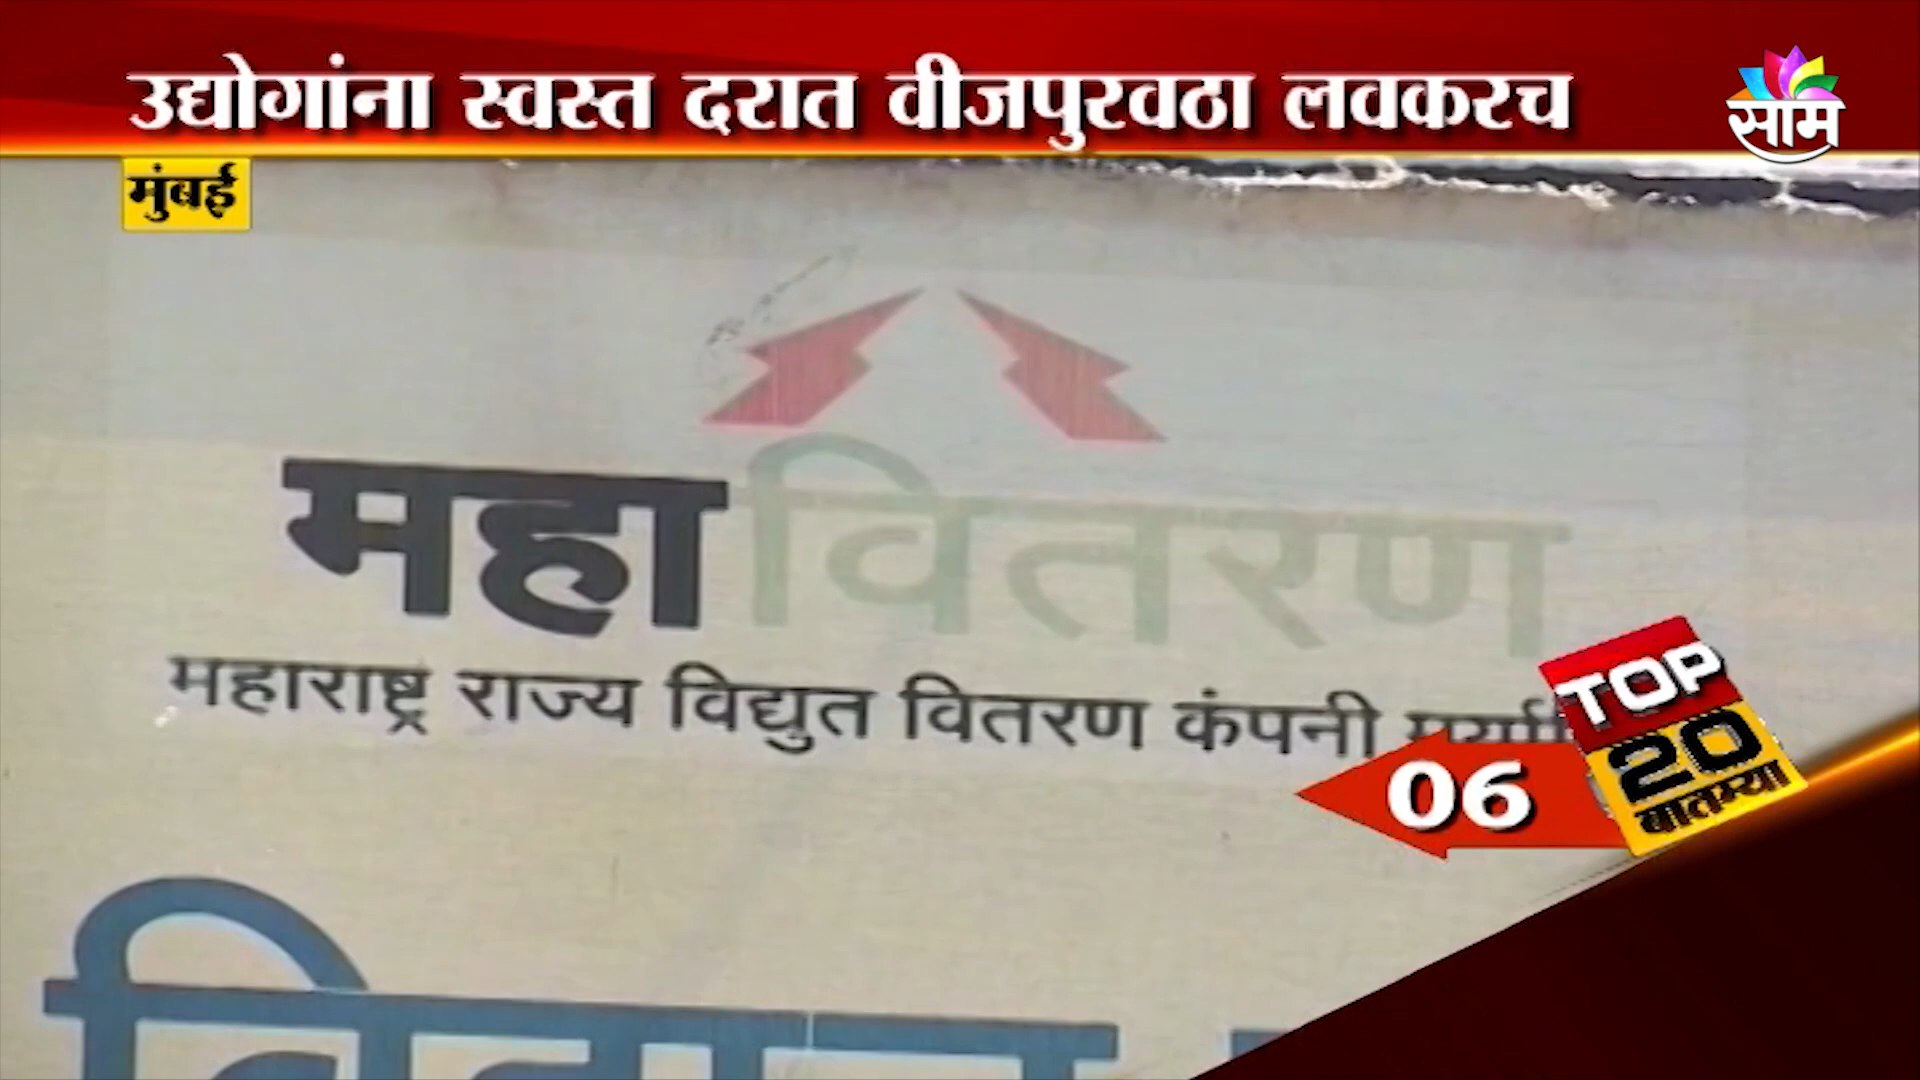 उद्योगांना स्वस्त दरात वीजपुरवठा लवकरच
साम
मुंबई
महावितरण
महाराष्ट्र राज्य विद्युत वितरण कंपनी
TOP
20
बातम्या
06